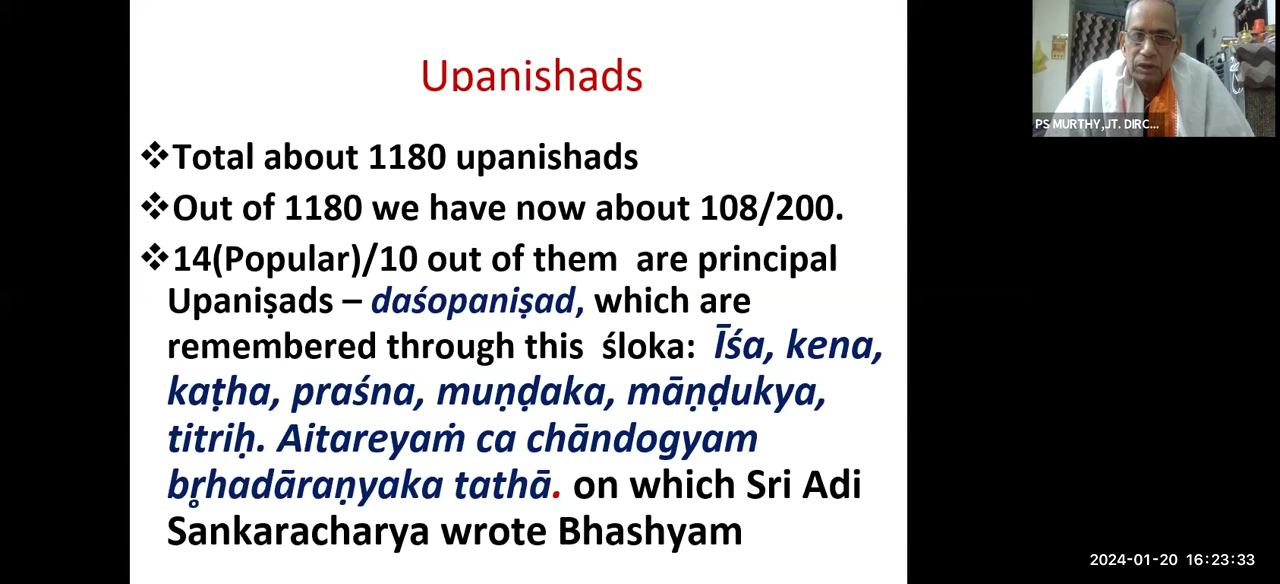 Upanishads
PS MURTHY,JT. DIRC...
❖Total about 1180 upanishads
❖Out of 1180 we have now about 108/200.
❖14(Popular)/10 out of them are principal
Upaniṣads – daśopaniṣad, which are
remembered through this śloka: Īśa, kena,
kaṭha, praśna, muṇḍaka, māṇḍukya,
titriḥ. Aitareyaṁ ca chāndogyam
bṛhadāraṇyaka tathā. on which Sri Adi
Sankaracharya wrote Bhashyam
2024-01-20 16:23:33